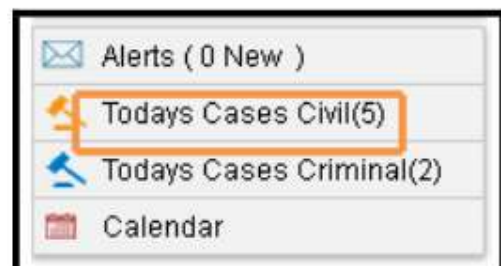 Alerts ( 0 New )
Todays Cases Civil(5)
Todays Cases Criminal(2)
Calendar